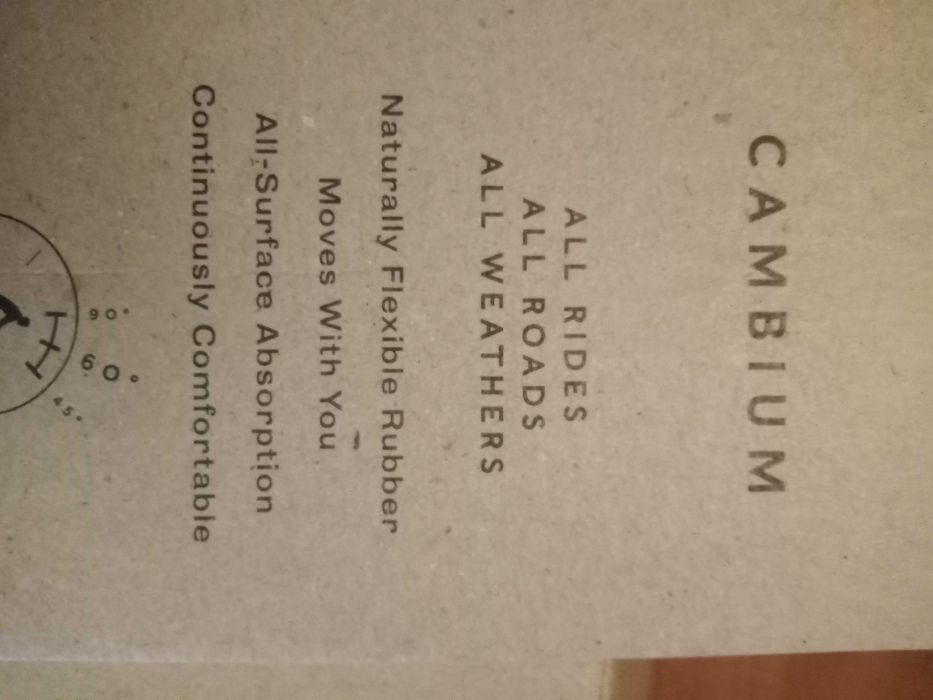 CAMBIUM
ALL RIDES
ALL ROADS
ALL WEATHERS
Naturally Flexible Rubber
Moves With You
All-Surface Absorption
Continuously Comfortable
90°
60°
45°